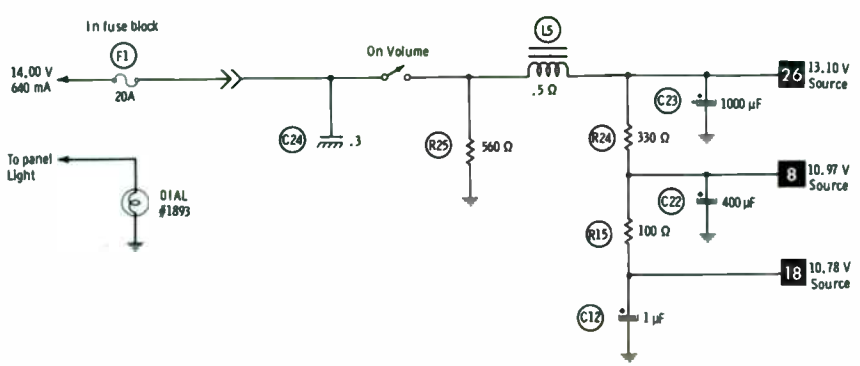 In fuse block
F1
14.00 V
640 mA
20A
On Volume
L5
.5 Ω
26
13.10 V
Source
C23
1000 µF
C24
.3
R25
560 Ω
R24
330 Ω
To panel
Light
DIAL
#1893
8
10.97 V
Source
C22
400 µF
R15
100 Ω
18
10.78 V
Source
C12
1 µF